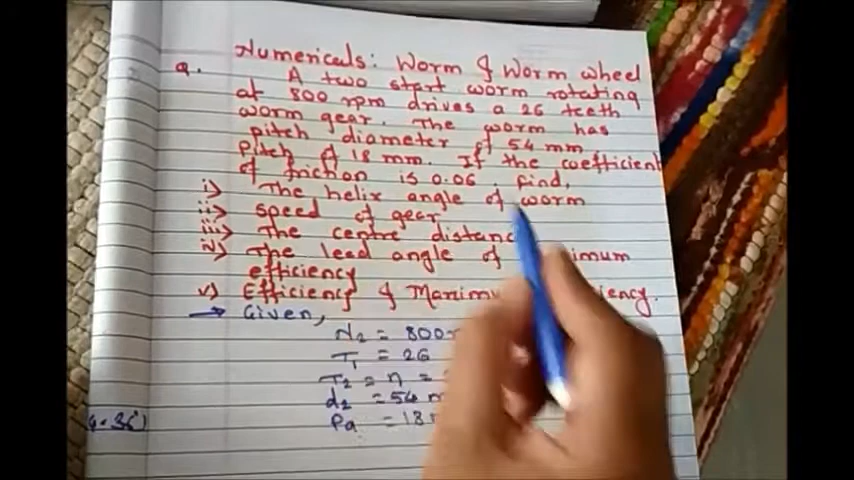 Numericals: Worm & Worm wheel
Q.
A two start worm rotating
at 800 rpm drives a 26 teeth
worm gear. The worm has
pitch diameter of 54 mm
Pitch of 18 mm. If the coefficient
of friction is 0.06 ; find,
i> The helix angle of worm
ii> speed of gear
iii> The centre distance
iv> The lead angle of
efficiency
v> Efficiency & Maximum
→ Given,
N2 = 800
T1 = 26
T2 = n =
d2 = 54
Pa = 18